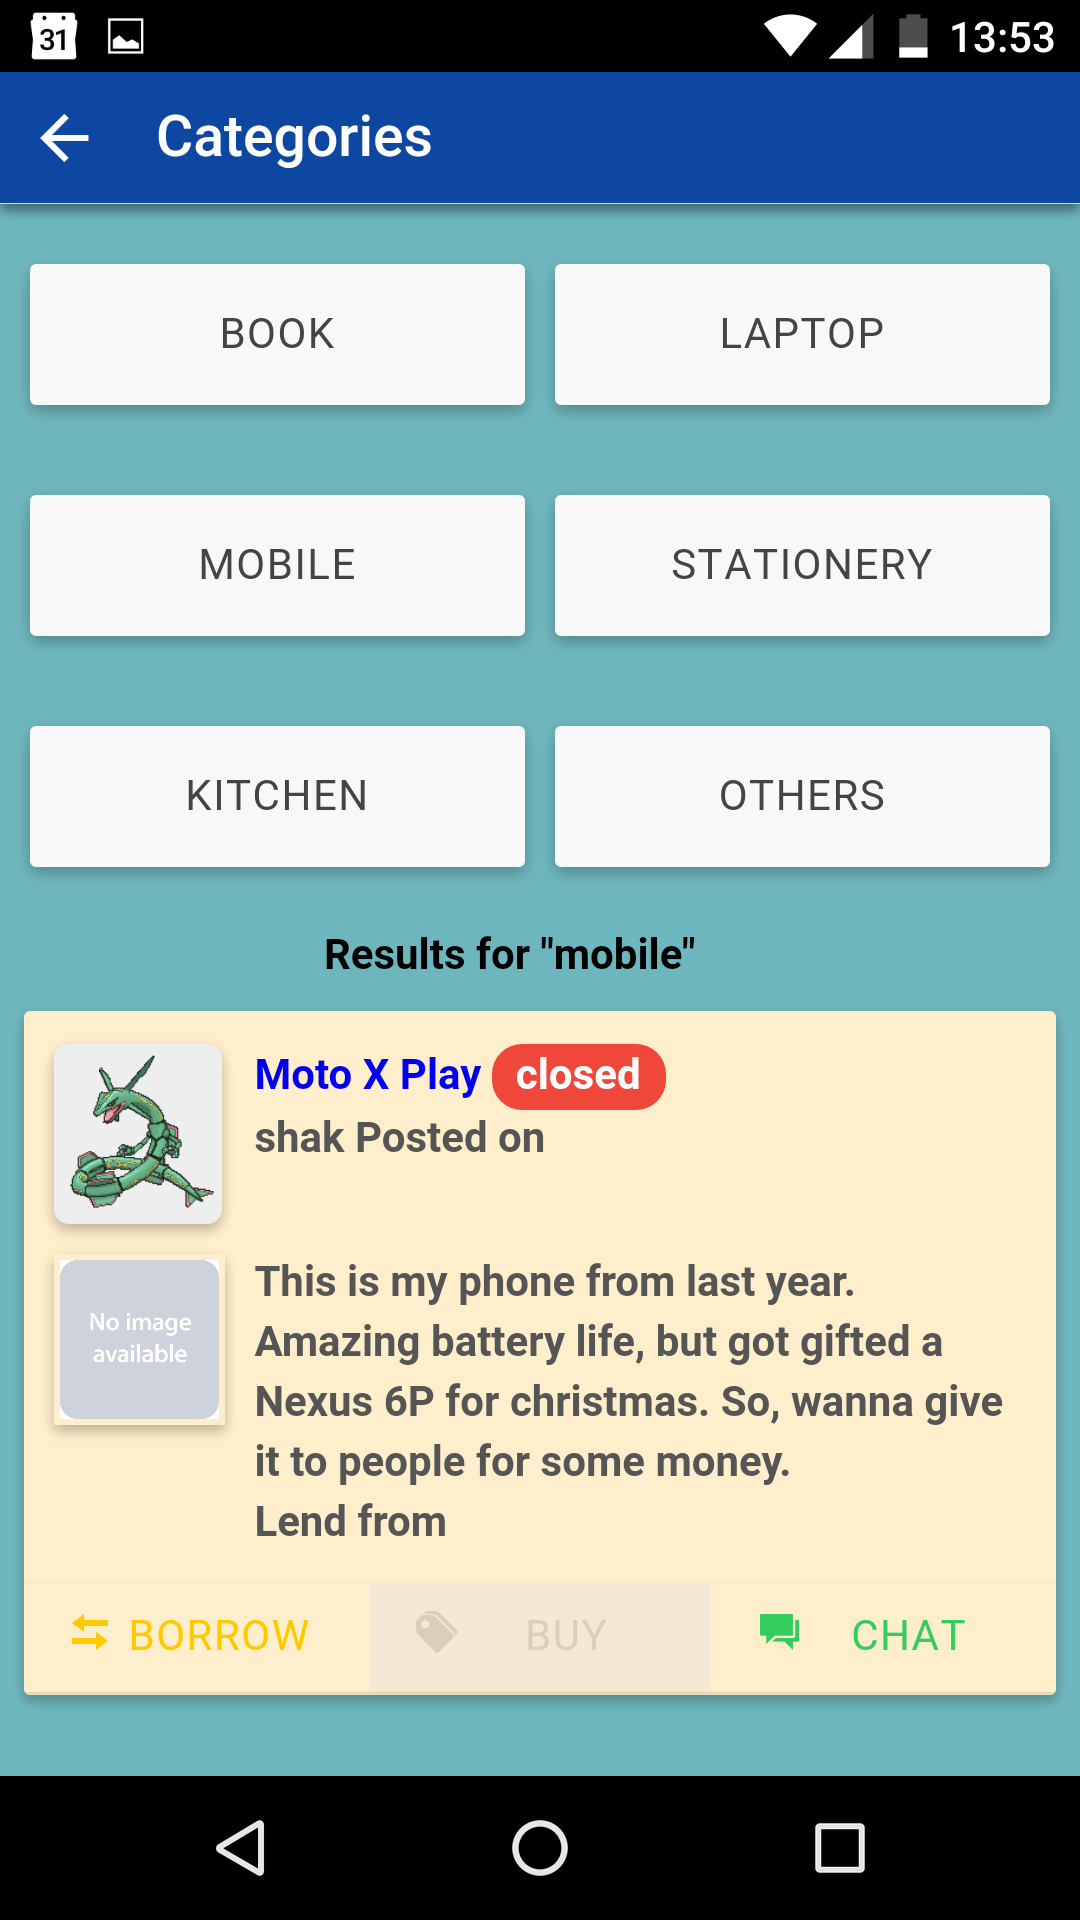 31 13:53
Categories
BOOK LAPTOP
MOBILE STATIONERY
KITCHEN OTHERS
Results for "mobile"
Moto X Play closed
shak Posted on
No image
available
This is my phone from last year.
Amazing battery life, but got gifted a
Nexus 6P for christmas. So, wanna give
it to people for some money.
Lend from
BORROW BUY CHAT